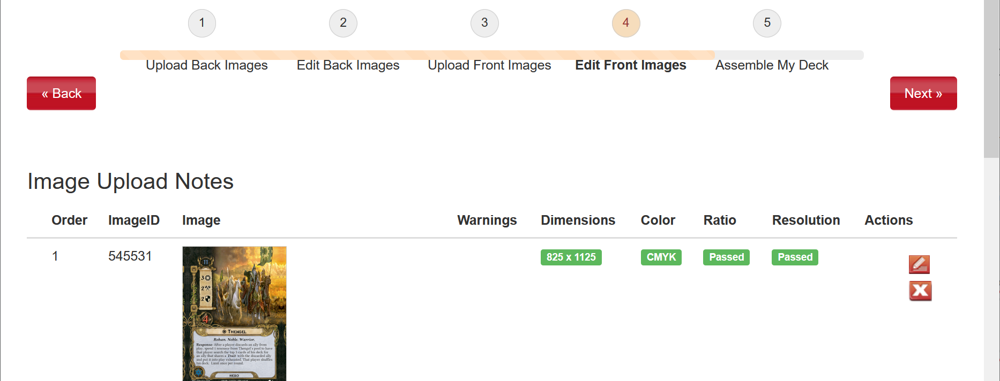 1 2 3 4 5
Upload Back Images Edit Back Images Upload Front Images Edit Front Images Assemble My Deck
« Back Next »
Image Upload Notes
Order ImageID Image Warnings Dimensions Color Ratio Resolution Actions
1 545531 825 x 1125 CMYK Passed Passed
11
3
2
2
4
THENGEL
Rohan. Noble. Warrior.
Response: After a player discards an ally from
play, spend 1 resource from Thengel's pool to have
that player search the top 5 cards of his deck for
an ally that shares a Trait with the discarded ally
and put it into play exhausted. That player shuffles
his deck. Limit once per round.
HERO